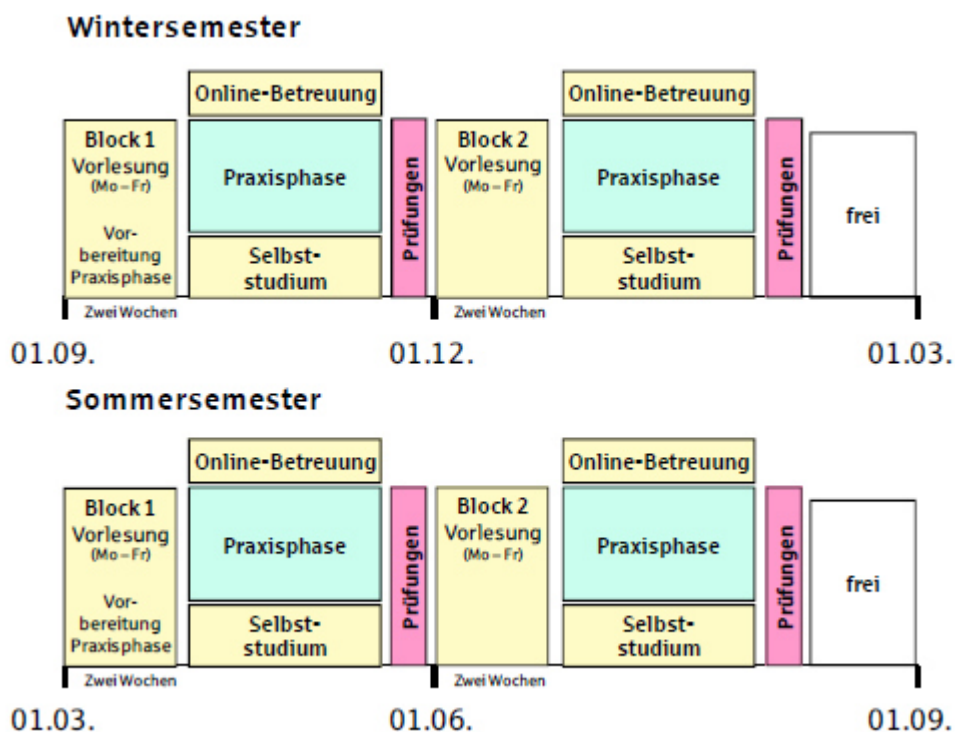 Wintersemester
Online-Betreuung
Online-Betreuung
Block 1
Vorlesung
(Mo – Fr)
Vor-
bereitung
Praxisphase
Praxisphase
Selbst-
studium
Prüfungen
Block 2
Vorlesung
(Mo – Fr)
Praxisphase
Selbst-
studium
Prüfungen
frei
Zwei Wochen
Zwei Wochen
01.09.
01.12.
01.03.
Sommersemester
Online-Betreuung
Online-Betreuung
Block 1
Vorlesung
(Mo – Fr)
Vor-
bereitung
Praxisphase
Praxisphase
Selbst-
studium
Prüfungen
Block 2
Vorlesung
(Mo – Fr)
Praxisphase
Selbst-
studium
Prüfungen
frei
Zwei Wochen
Zwei Wochen
01.03.
01.06.
01.09.